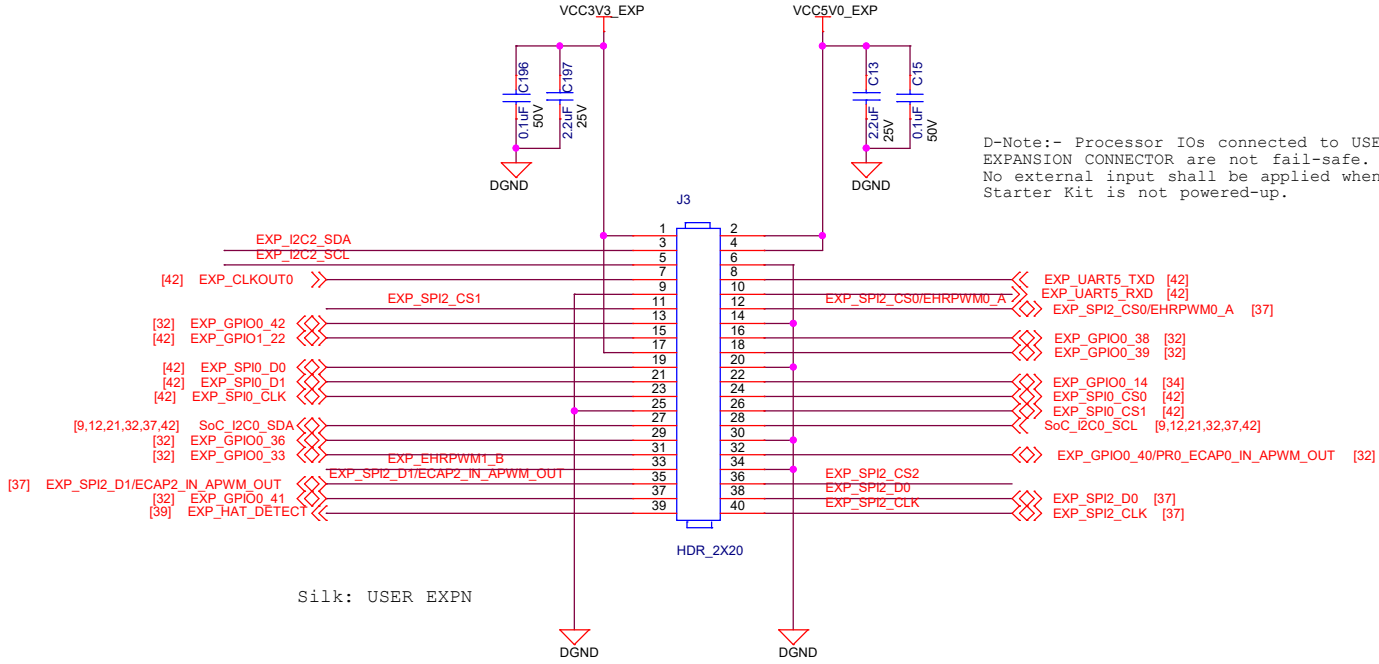 VCC3V3_EXP VCC5V0_EXP
C196 0.1uF 50V
C197 2.2uF 25V
C13 2.2uF 25V
C15 0.1uF 50V
DGND DGND
D-Note:- Processor IOs connected to USE
EXPANSION CONNECTOR are not fail-safe.
No external input shall be applied when
Starter Kit is not powered-up.
J3
1 2
EXP_I2C2_SDA 3 4
EXP_I2C2_SCL 5 6
[42] EXP_CLKOUT0 7 8 EXP_UART5_TXD [42]
9 10 EXP_UART5_RXD [42]
EXP_SPI2_CS1 11 12 EXP_SPI2_CS0/EHRPWM0_A EXP_SPI2_CS0/EHRPWM0_A [37]
[32] EXP_GPIO0_42 13 14
[42] EXP_GPIO1_22 15 16 EXP_GPIO0_38 [32]
17 18 EXP_GPIO0_39 [32]
[42] EXP_SPI0_D0 19 20
[42] EXP_SPI0_D1 21 22 EXP_GPIO0_14 [34]
[42] EXP_SPI0_CLK 23 24 EXP_SPI0_CS0 [42]
25 26 EXP_SPI0_CS1 [42]
[9,12,21,32,37,42] SoC_I2C0_SDA 27 28 SoC_I2C0_SCL [9,12,21,32,37,42]
[32] EXP_GPIO0_36 29 30
[32] EXP_GPIO0_33 31 32 EXP_GPIO0_40/PR0_ECAP0_IN_APWM_OUT [32]
EXP_EHRPWM1_B 33 34
[37] EXP_SPI2_D1/ECAP2_IN_APWM_OUT EXP_SPI2_D1/ECAP2_IN_APWM_OUT 35 36 EXP_SPI2_CS2
[32] EXP_GPIO0_41 37 38 EXP_SPI2_D0 EXP_SPI2_D0 [37]
[39] EXP_HAT_DETECT 39 40 EXP_SPI2_CLK EXP_SPI2_CLK [37]
HDR_2X20
Silk: USER EXPN
DGND DGND